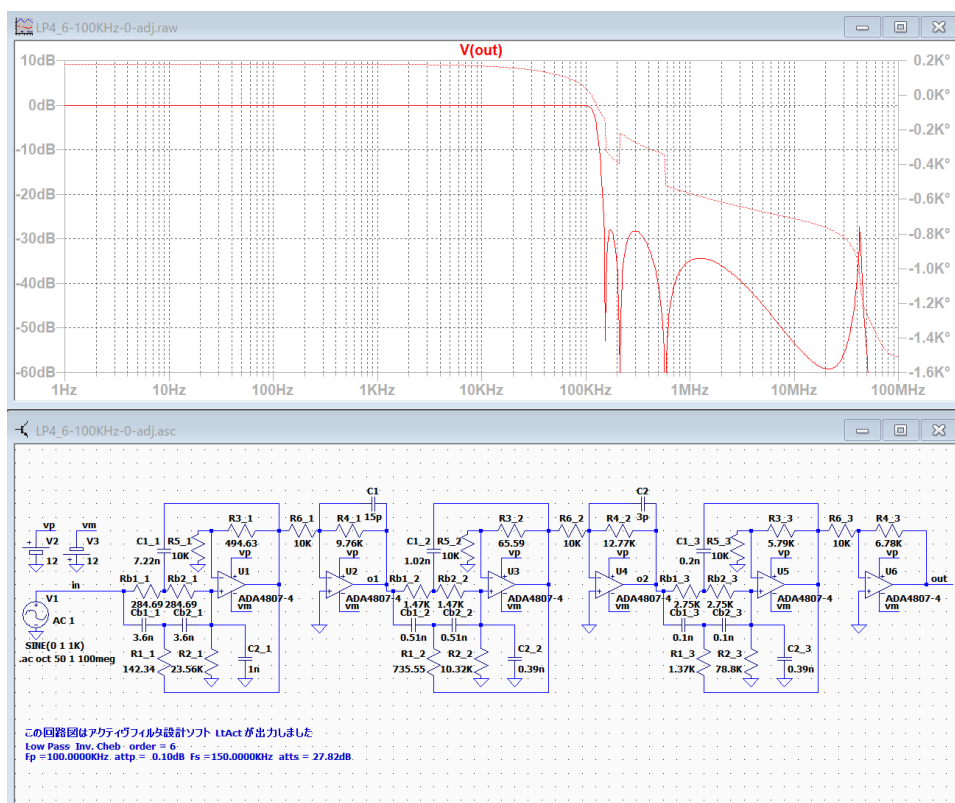 LP4_6-100KHz-0-adj.raw
V(out)
10dB
0dB
-10dB
-20dB
-30dB
-40dB
-50dB
-60dB
0.2K°
0.0K°
-0.2K°
-0.4K°
-0.6K°
-0.8K°
-1.0K°
-1.2K°
-1.4K°
-1.6K°
1Hz 10Hz 100Hz 1KHz 10KHz 100KHz 1MHz 10MHz 100MHz
LP4_6-100KHz-0-adj.asc
vp
V2
12
vm
V3
12
in
V1
AC 1
SINE(0 1 1K)
.ac oct 50 1 100meg
C1_1
7.22n
R5_1
10K
R3_1
494.63
vp
U1
ADA4807-4
vm
Rb1_1
284.69
Rb2_1
284.69
Cb1_1
3.6n
Cb2_1
3.6n
R1_1
142.34
R2_1
23.56K
C2_1
1n
R6_1
10K
C1
15p
R4_1
9.76K
vp
U2
ADA4807-4
vm
o1
C1_2
1.02n
R5_2
10K
R3_2
65.59
vp
U3
ADA4807-4
vm
Rb1_2
1.47K
Rb2_2
1.47K
Cb1_2
0.51n
Cb2_2
0.51n
R1_2
735.55
R2_2
10.32K
C2_2
0.39n
R6_2
10K
C2
3p
R4_2
12.77K
vp
U4
ADA4807-4
vm
o2
C1_3
0.2n
R5_3
10K
R3_3
5.79K
vp
U5
ADA4807-4
vm
Rb1_3
2.75K
Rb2_3
2.75K
Cb1_3
0.1n
Cb2_3
0.1n
R1_3
1.37K
R2_3
78.8K
C2_3
0.39n
R6_3
10K
R4_3
6.78K
vp
U6
ADA4807-4
vm
out
この回路図はアクティヴフィルタ設計ソフト LtAct が出力しました
Low Pass Inv. Cheb order = 6
Fp =100.0000KHz attp = 0.10dB Fs =150.0000KHz atts = 27.82dB